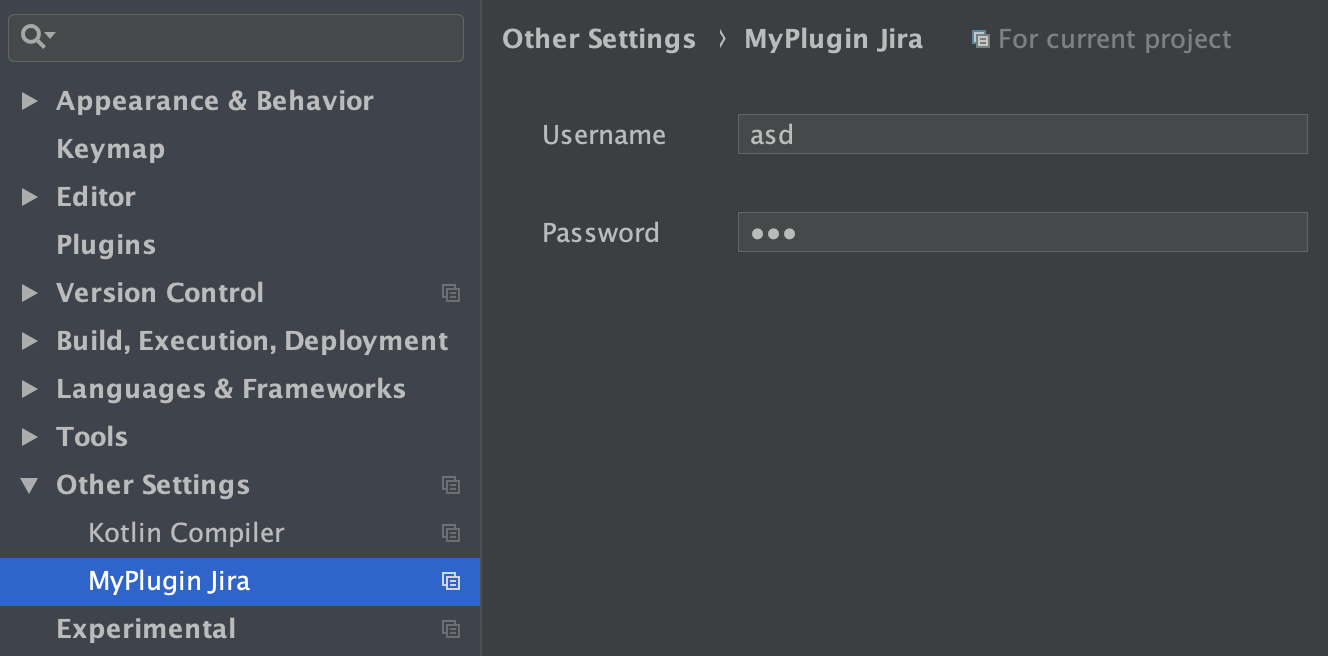 Appearance & Behavior
Keymap
Editor
Plugins
Version Control
Build, Execution, Deployment
Languages & Frameworks
Tools
Other Settings
Kotlin Compiler
MyPlugin Jira
Experimental
Other Settings › MyPlugin Jira For current project
Username asd
Password •••